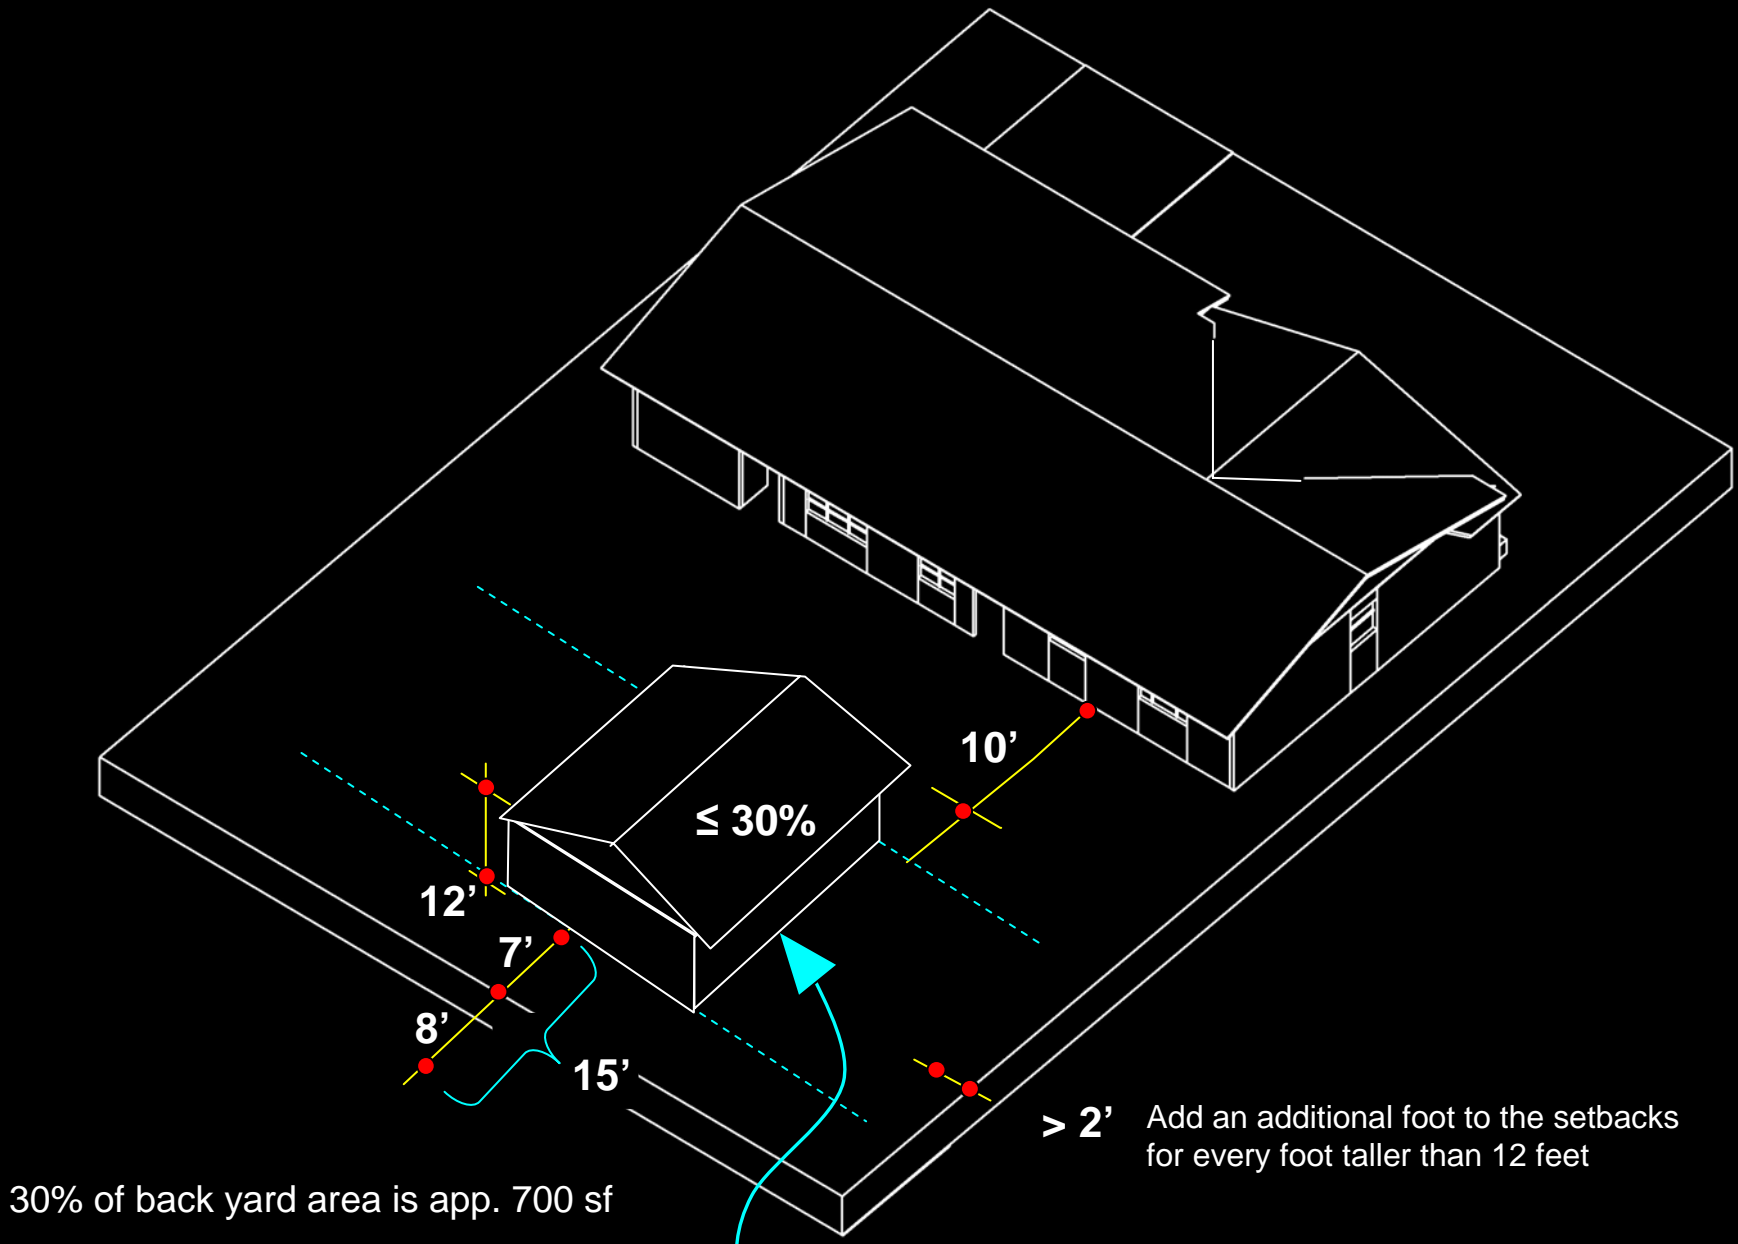 10’
≤ 30%
12’
7’
8’
15’
> 2’
Add an additional foot to the setbacks
for every foot taller than 12 feet
30% of back yard area is app. 700 sf